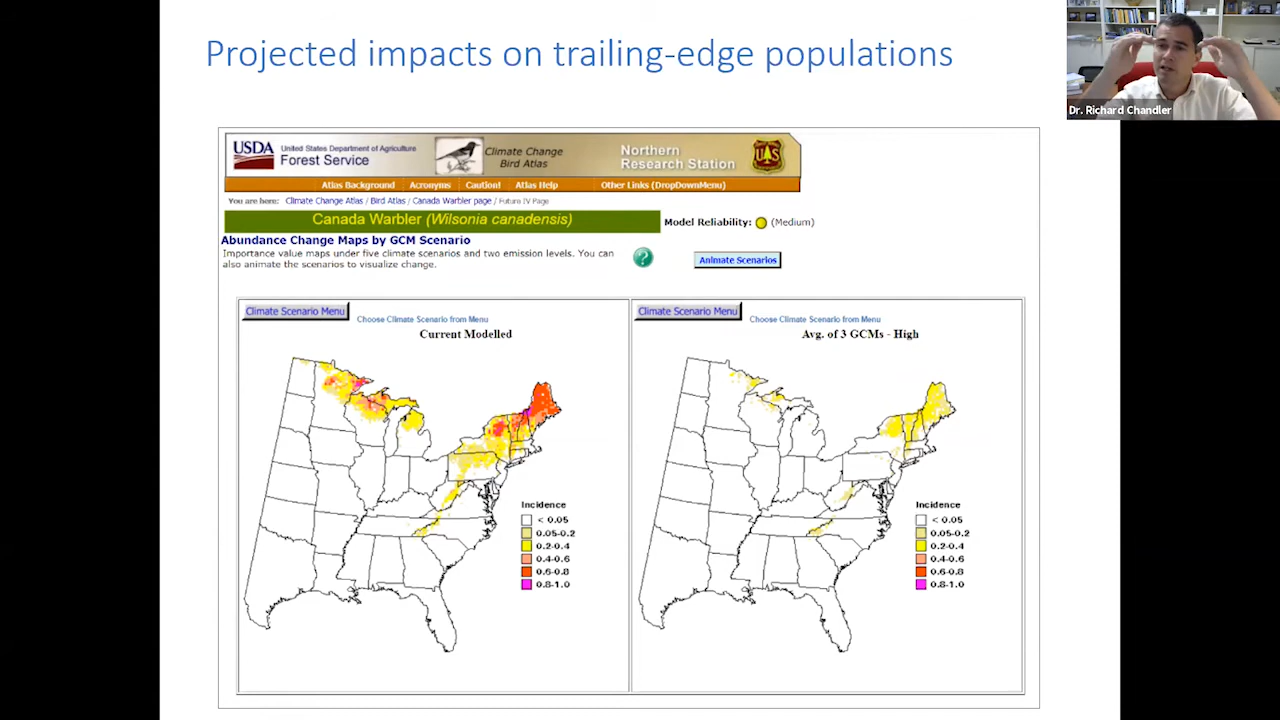 Projected impacts on trailing-edge populations
Dr. Richard Chandler
USDA
United States Department of Agriculture
Forest Service
Climate Change
Bird Atlas
Northern
Research Station
UAS
Atlas Background
Acronyms
Caution!
Atlas Help
Other Links (DropDownMenu)
You are here: Climate Change Atlas / Bird Atlas / Canada Warbler page / Future IV Page
Canada Warbler (Wilsonia canadensis)
Model Reliability: (Medium)
Abundance Change Maps by GCM Scenario
Importance value maps under five climate scenarios and two emission levels. You can
also animate the scenarios to visualize change.
?
Animate Scenarios
Climate Scenario Menu
Choose Climate Scenario from Menu
Current Modelled
Incidence
< 0.05
0.05-0.2
0.2-0.4
0.4-0.6
0.6-0.8
0.8-1.0
Climate Scenario Menu
Choose Climate Scenario from Menu
Avg. of 3 GCMs - High
Incidence
< 0.05
0.05-0.2
0.2-0.4
0.4-0.6
0.6-0.8
0.8-1.0